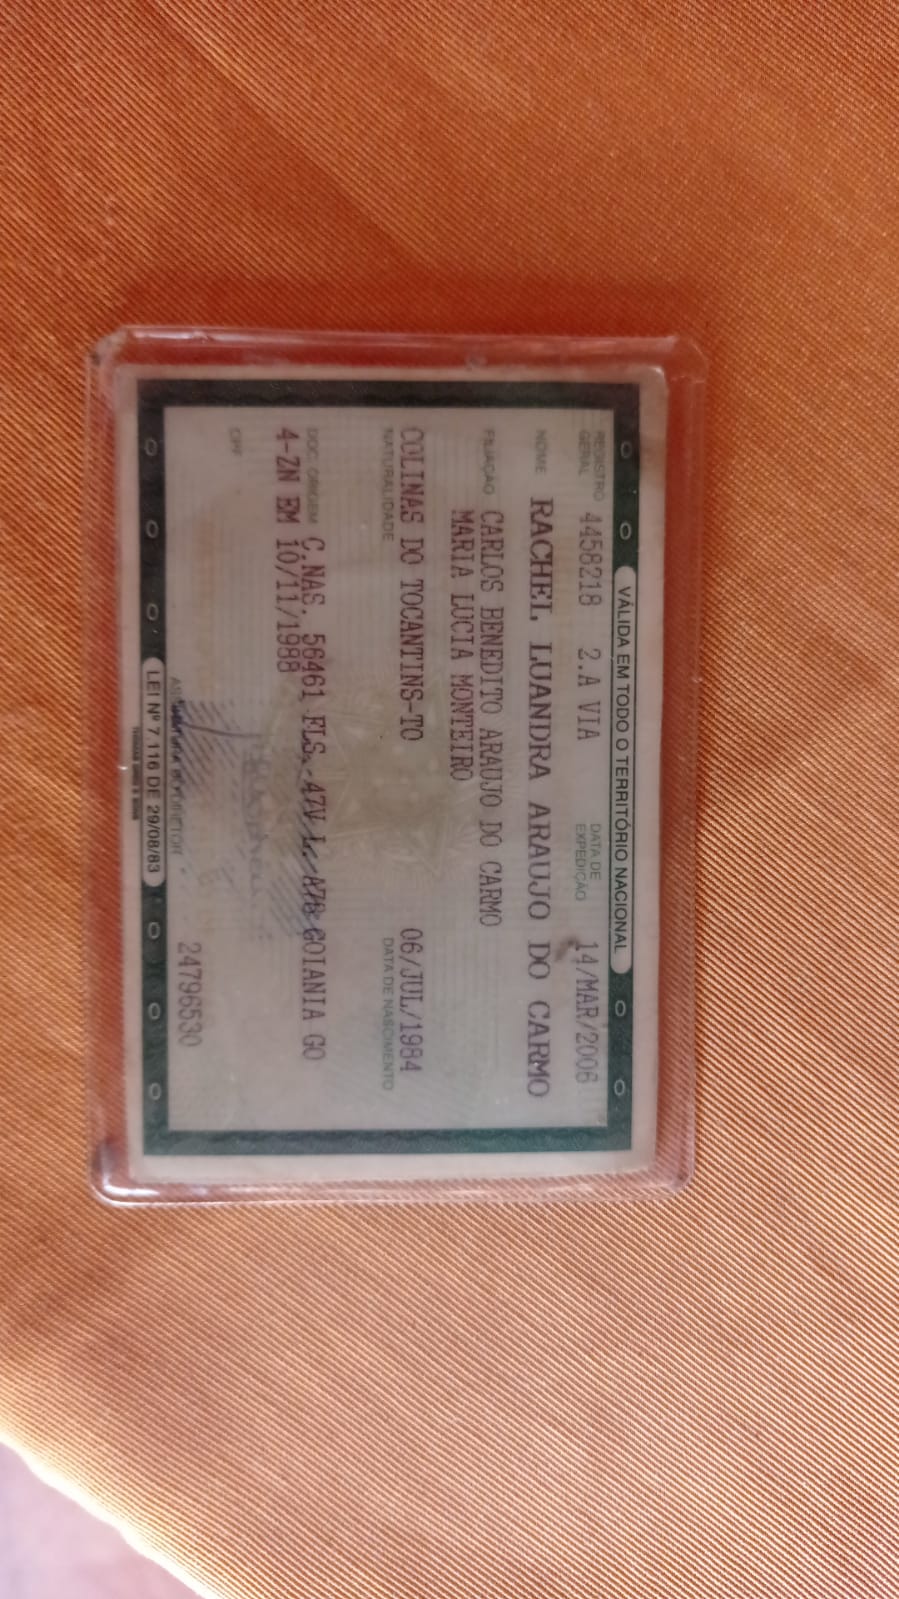 VÁLIDA EM TODO O TERRITÓRIO NACIONAL
REGISTRO GERAL 4458218 2.A VIA DATA DE EXPEDIÇÃO 14/MAR/2006
NOME RACHEL LUANDRA ARAUJO DO CARMO
FILIAÇÃO CARLOS BENEDITO ARAUJO DO CARMO
MARIA LUCIA MONTEIRO
COLINAS DO TOCANTINS-TO 06/JUL/1984
NATURALIDADE DATA DE NASCIMENTO
DOC. ORIGEM C.NAS. 56461 FLS. 47V L. A78 GOIANIA GO
4-ZN EM 10/11/1988
CPF
24796530
ASSINATURA DO DIRETOR
LEI Nº 7.116 DE 29/08/83